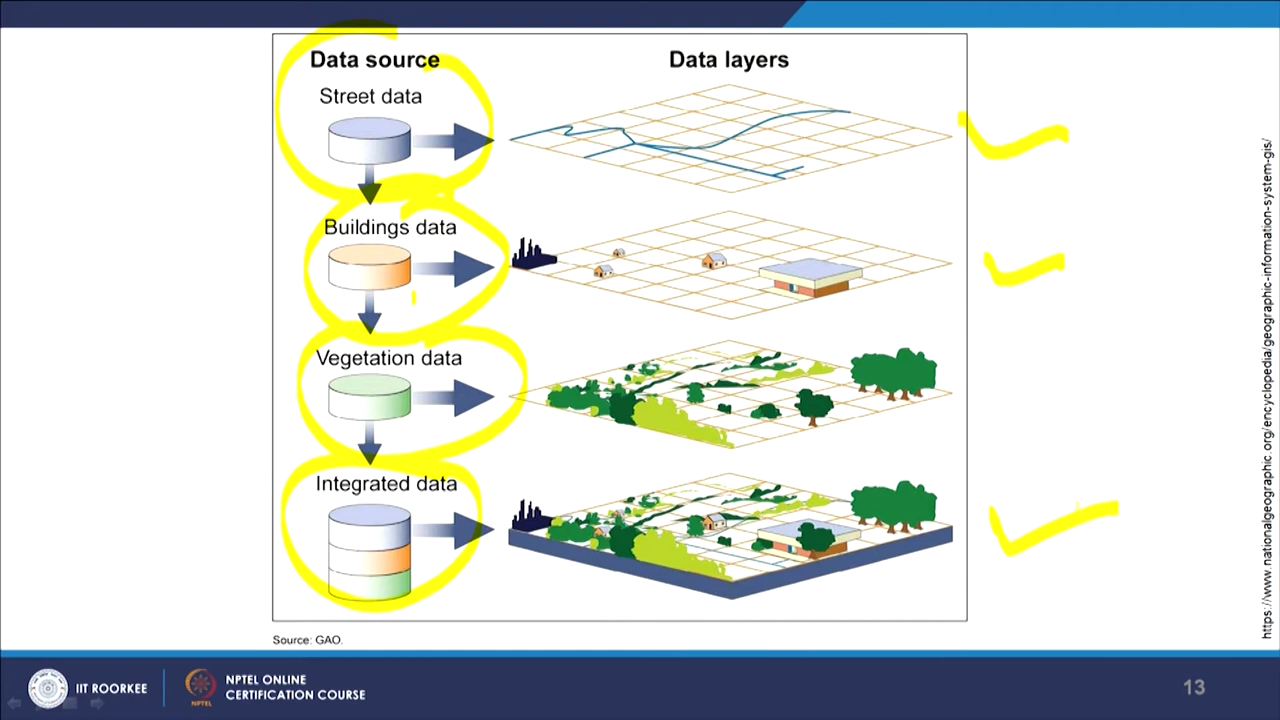 Data source
Data layers
Street data
Buildings data
Vegetation data
Integrated data
Source: GAO.
https://www.nationalgeographic.org/encyclopedia/geographic-information-system-gis/
IIT ROORKEE
NPTEL
NPTEL ONLINE
CERTIFICATION COURSE
13